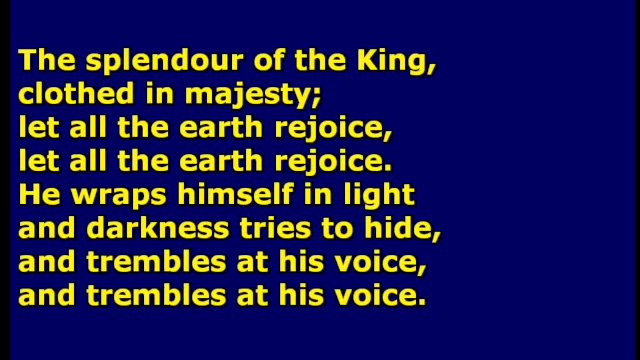 The splendour of the King,
clothed in majesty;
let all the earth rejoice,
let all the earth rejoice.
He wraps himself in light
and darkness tries to hide,
and trembles at his voice,
and trembles at his voice.